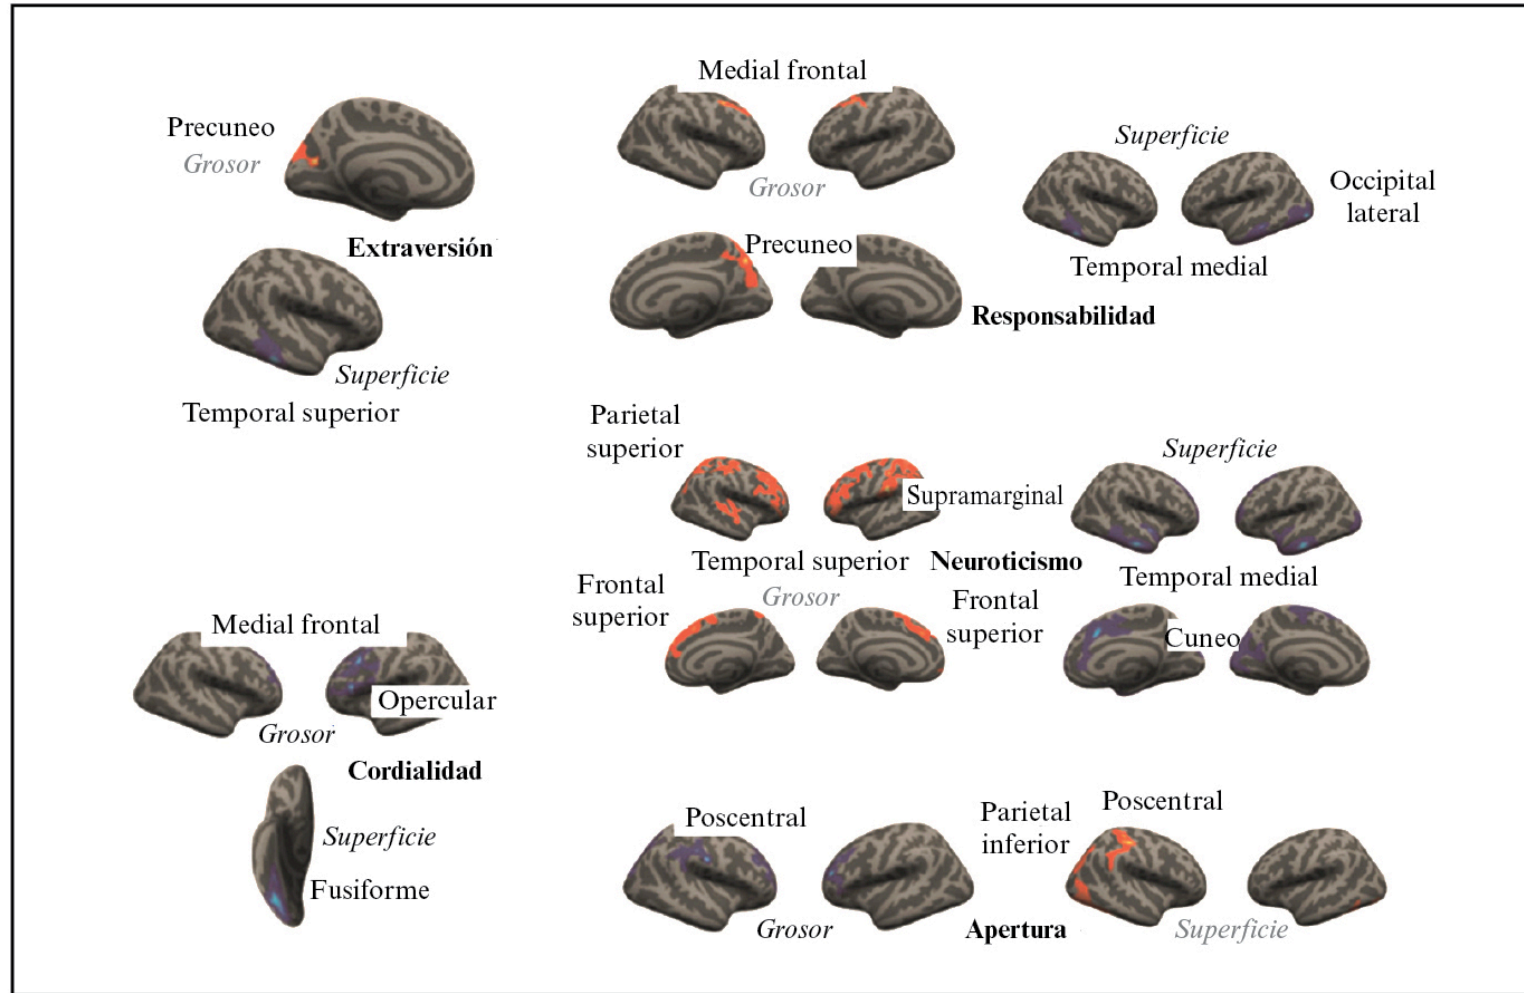 Precuneo
Grosor
Extraversión
Superficie
Temporal superior
Medial frontal
Grosor
Precuneo
Superficie
Occipital
lateral
Temporal medial
Responsabilidad
Parietal
superior
Supramarginal
Temporal superior
Neuroticismo
Grosor
Frontal
superior
Frontal
superior
Superficie
Temporal medial
Cuneo
Medial frontal
Opercular
Grosor
Cordialidad
Superficie
Fusiforme
Poscentral
Grosor
Apertura
Parietal
inferior
Poscentral
Superficie